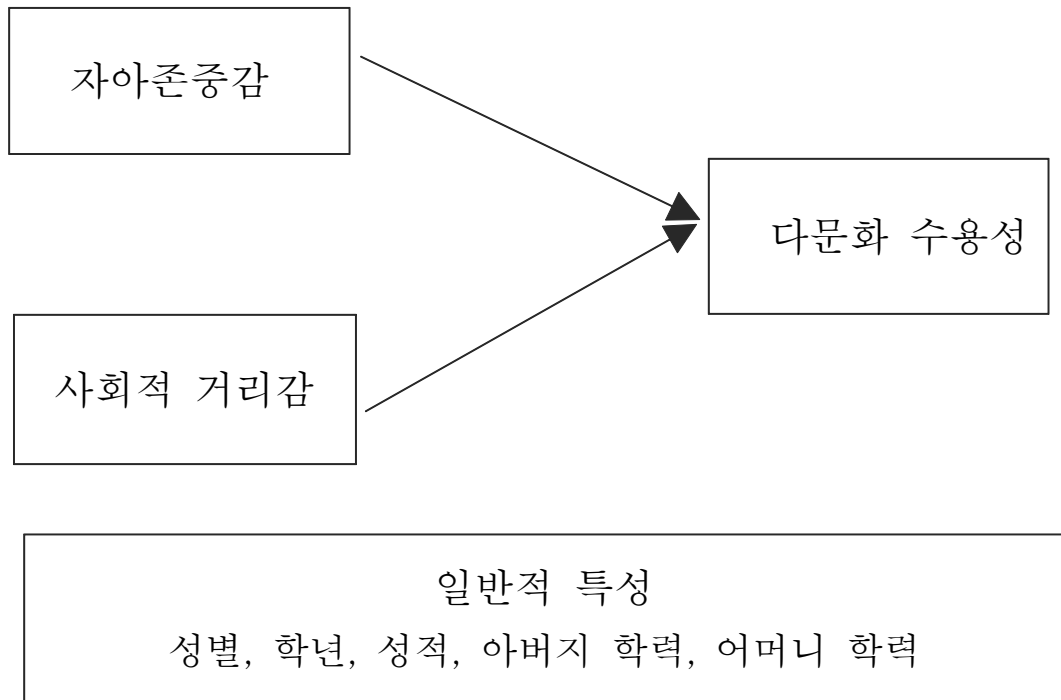 자아존중감
다문화 수용성
사회적 거리감
일반적 특성
성별, 학년, 성적, 아버지 학력, 어머니 학력